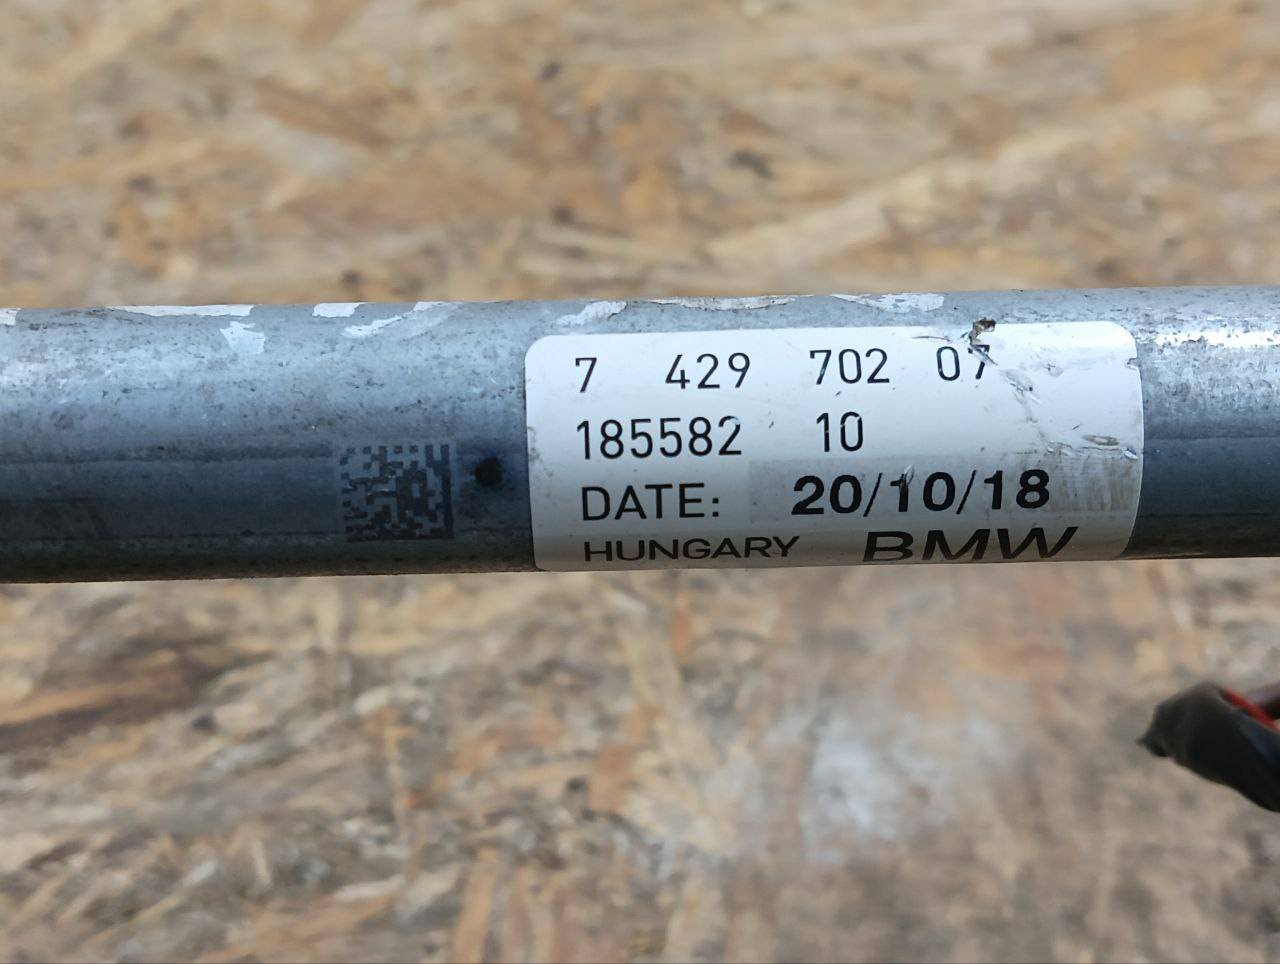 7 429 702 07
185582 10
DATE: 20/10/18
HUNGARY BMW